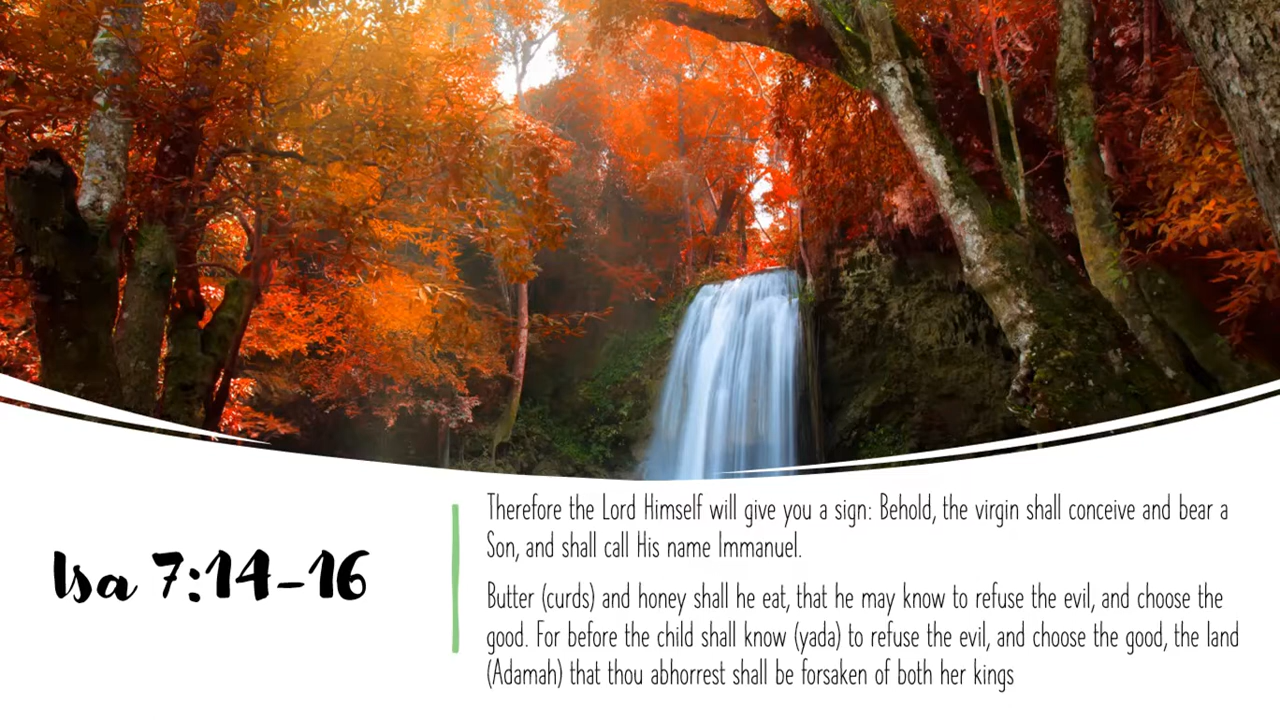 Isa 7:14-16
Therefore the Lord Himself will give you a sign: Behold, the virgin shall conceive and bear a
Son, and shall call His name Immanuel.
Butter (curds) and honey shall he eat, that he may know to refuse the evil, and choose the
good. For before the child shall know (yada) to refuse the evil, and choose the good, the land
(Adamah) that thou abhorrest shall be forsaken of both her kings